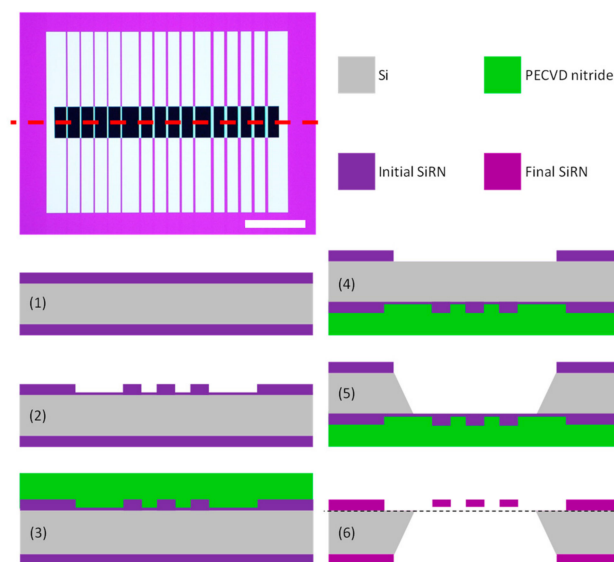 Si
PECVD nitride
Initial SiRN
Final SiRN
(1)
(2)
(3)
(4)
(5)
(6)